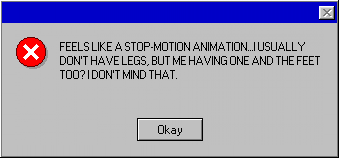 FEELS LIKE A STOP-MOTION ANIMATION...I USUALLY
DON'T HAVE LEGS, BUT ME HAVING ONE AND THE FEET
TOO? I DON'T MIND THAT.
Okay